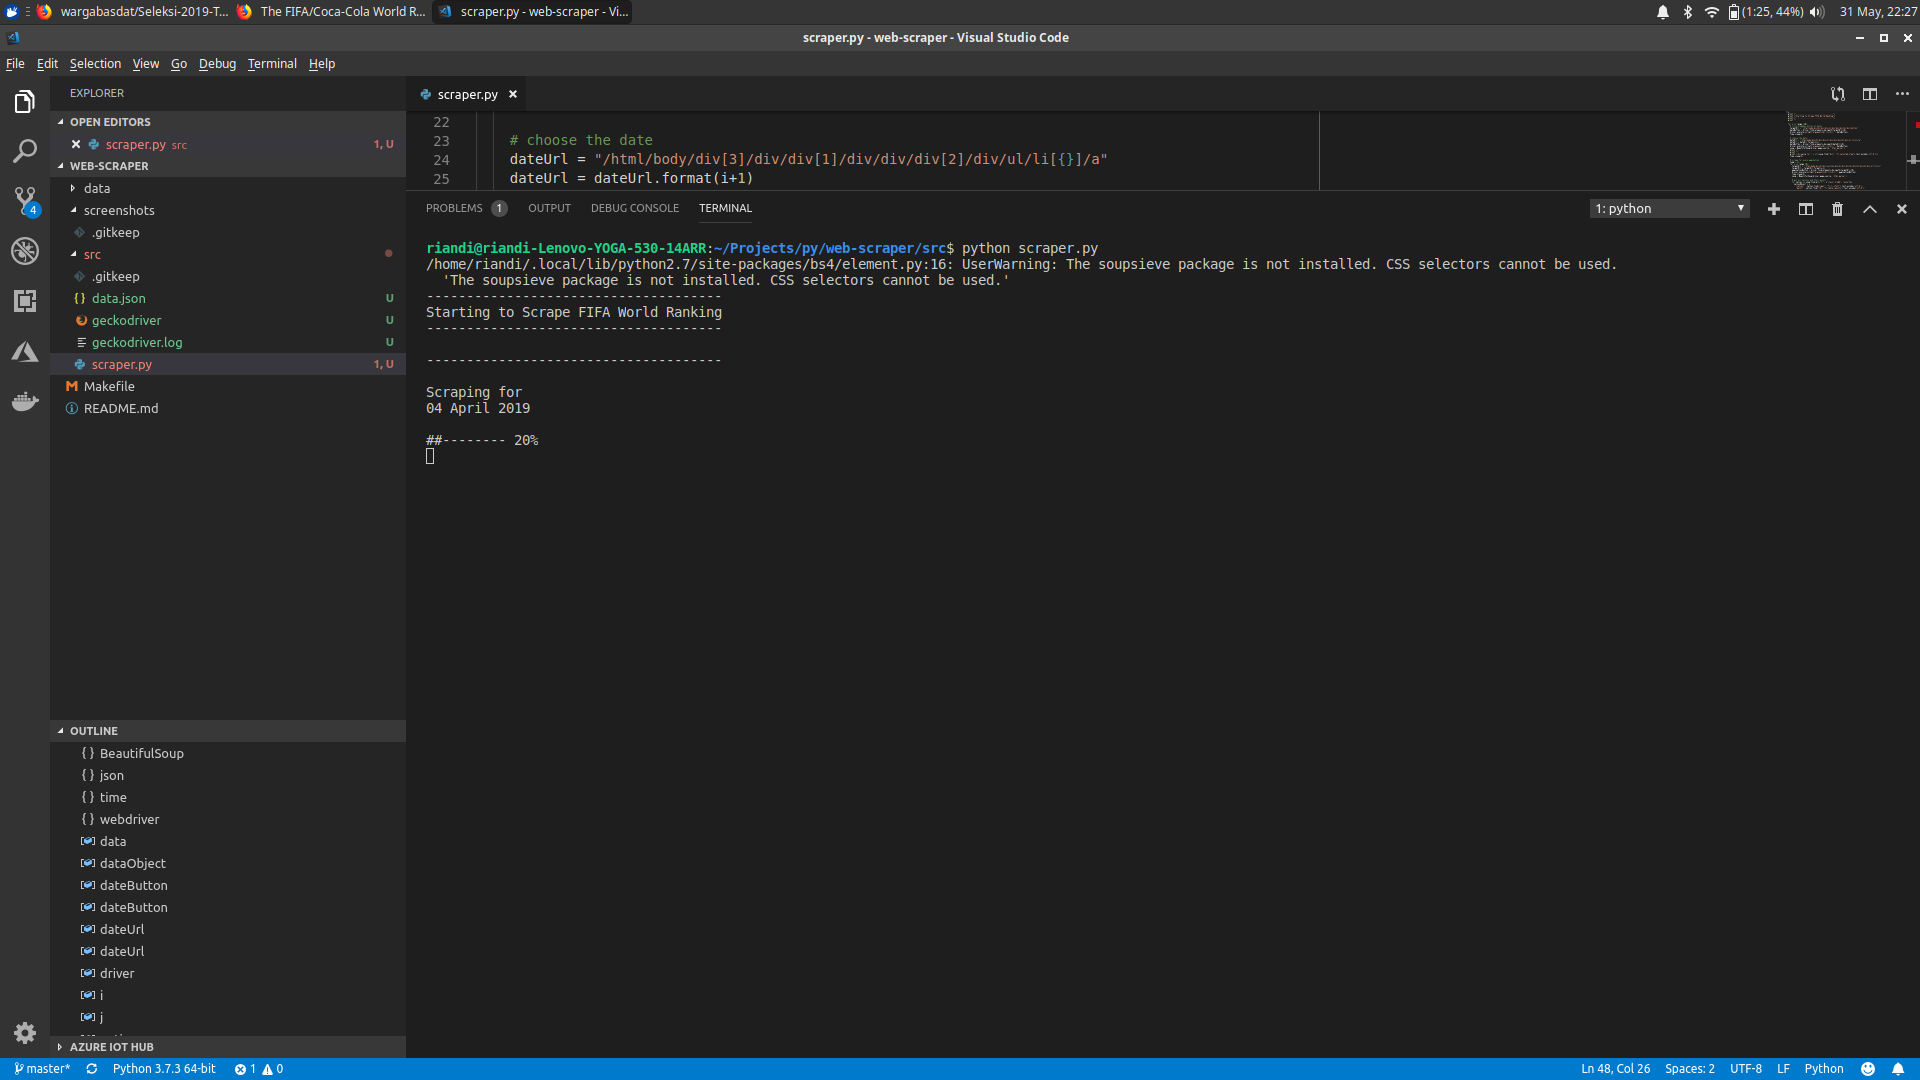 wargabasdat/Seleksi-2019-T... The FIFA/Coca-Cola World R... scraper.py - web-scraper - Vi... (1:25, 44%) 31 May, 22:27
scraper.py - web-scraper - Visual Studio Code
File Edit Selection View Go Debug Terminal Help
EXPLORER
OPEN EDITORS
scraper.py src 1, U
WEB-SCRAPER
data
screenshots
.gitkeep
src
.gitkeep
{} data.json U
geckodriver U
geckodriver.log U
scraper.py 1, U
M Makefile
README.md
4
OUTLINE
{} BeautifulSoup
{} json
{} time
{} webdriver
data
dataObject
dateButton
dateButton
dateUrl
dateUrl
driver
i
j
AZURE IOT HUB
scraper.py
22
23 # choose the date
24 dateUrl = "/html/body/div[3]/div/div[1]/div/div/div[2]/div/ul/li[{}]/a"
25 dateUrl = dateUrl.format(i+1)
PROBLEMS 1 OUTPUT DEBUG CONSOLE TERMINAL 1: python
riandi@riandi-Lenovo-YOGA-530-14ARR:~/Projects/py/web-scraper/src$ python scraper.py
/home/riandi/.local/lib/python2.7/site-packages/bs4/element.py:16: UserWarning: The soupsieve package is not installed. CSS selectors cannot be used.
'The soupsieve package is not installed. CSS selectors cannot be used.'
-------------------------------------
Starting to Scrape FIFA World Ranking
-------------------------------------
-------------------------------------
Scraping for
04 April 2019
##-------- 20%
master* Python 3.7.3 64-bit 1 0 Ln 48, Col 26 Spaces: 2 UTF-8 LF Python